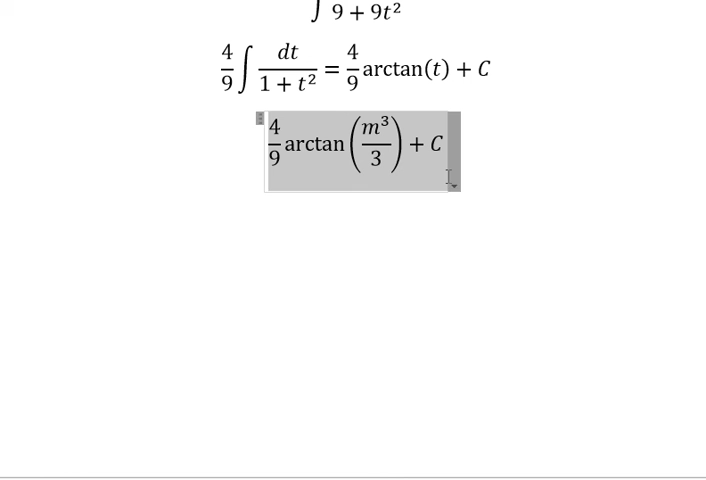 ∫ 9 + 9t²
4/9 ∫ dt/(1 + t²) = 4/9 arctan(t) + C
4/9 arctan(m³/3) + C